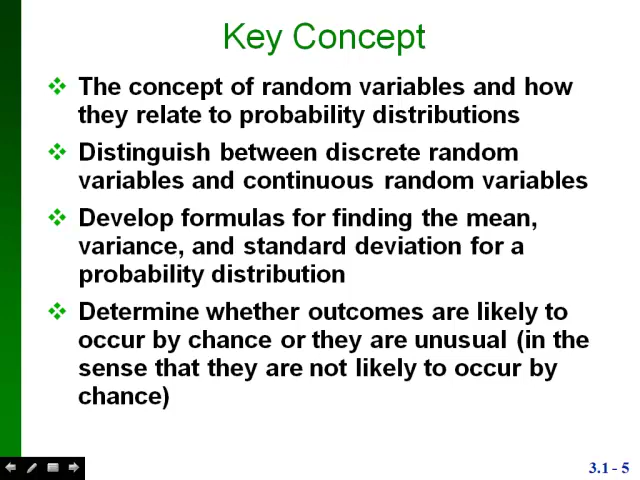 Key Concept
The concept of random variables and how
they relate to probability distributions
Distinguish between discrete random
variables and continuous random variables
Develop formulas for finding the mean,
variance, and standard deviation for a
probability distribution
Determine whether outcomes are likely to
occur by chance or they are unusual (in the
sense that they are not likely to occur by
chance)
3.1 - 5